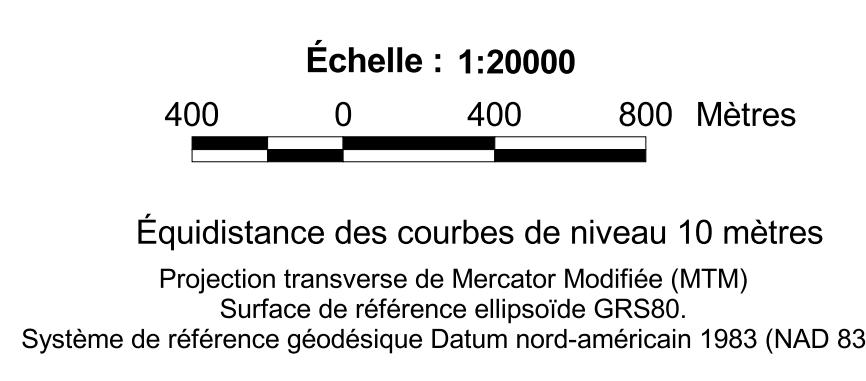 Échelle : 1:20000
400 0 400 800 Mètres
Équidistance des courbes de niveau 10 mètres
Projection transverse de Mercator Modifiée (MTM)
Surface de référence ellipsoïde GRS80.
Système de référence géodésique Datum nord-américain 1983 (NAD 83